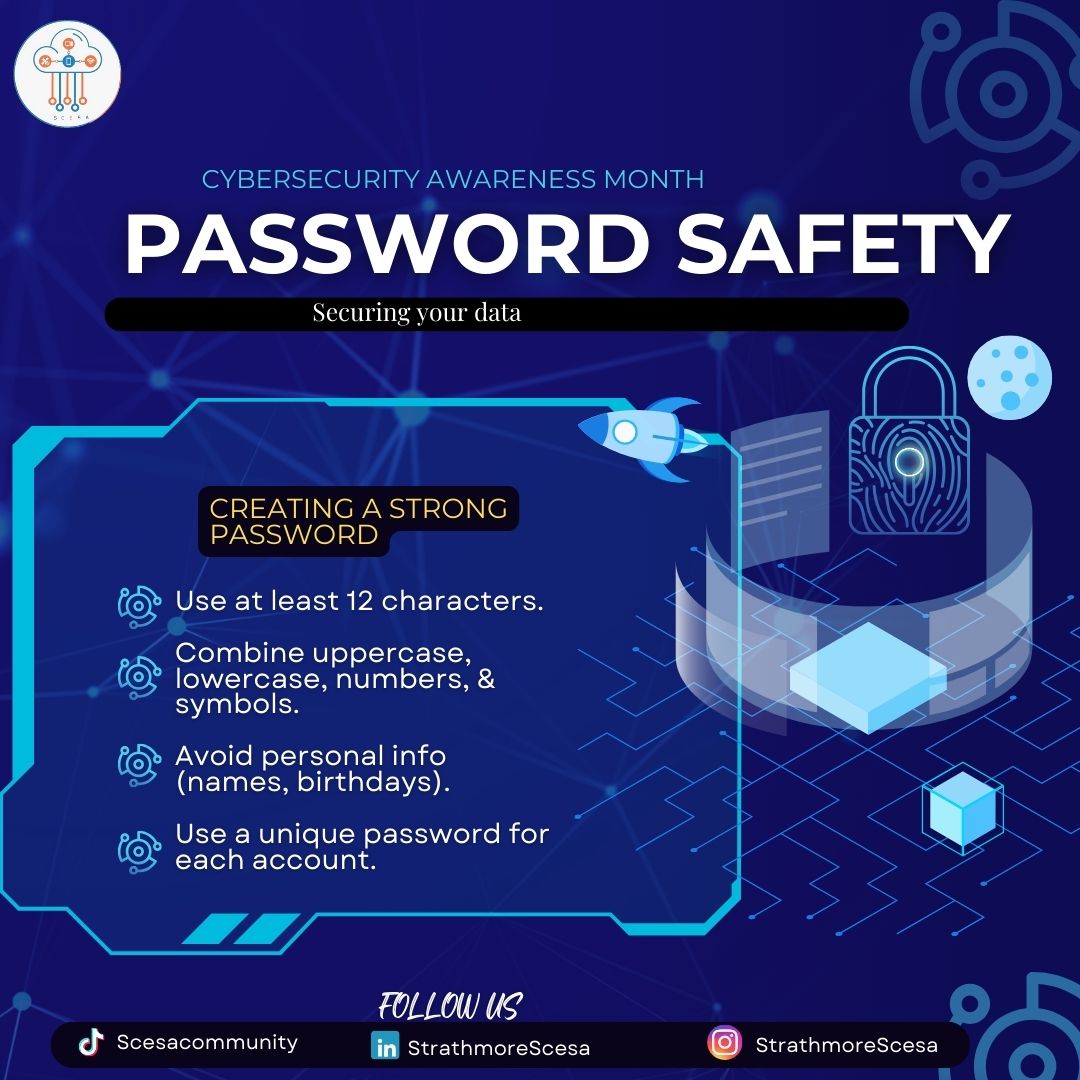 SCESA
CYBERSECURITY AWARENESS MONTH
PASSWORD SAFETY
Securing your data
CREATING A STRONG
PASSWORD
Use at least 12 characters.
Combine uppercase,
lowercase, numbers, &
symbols.
Avoid personal info
(names, birthdays).
Use a unique password for
each account.
FOLLOW US
Scesacommunity
StrathmoreScesa
StrathmoreScesa